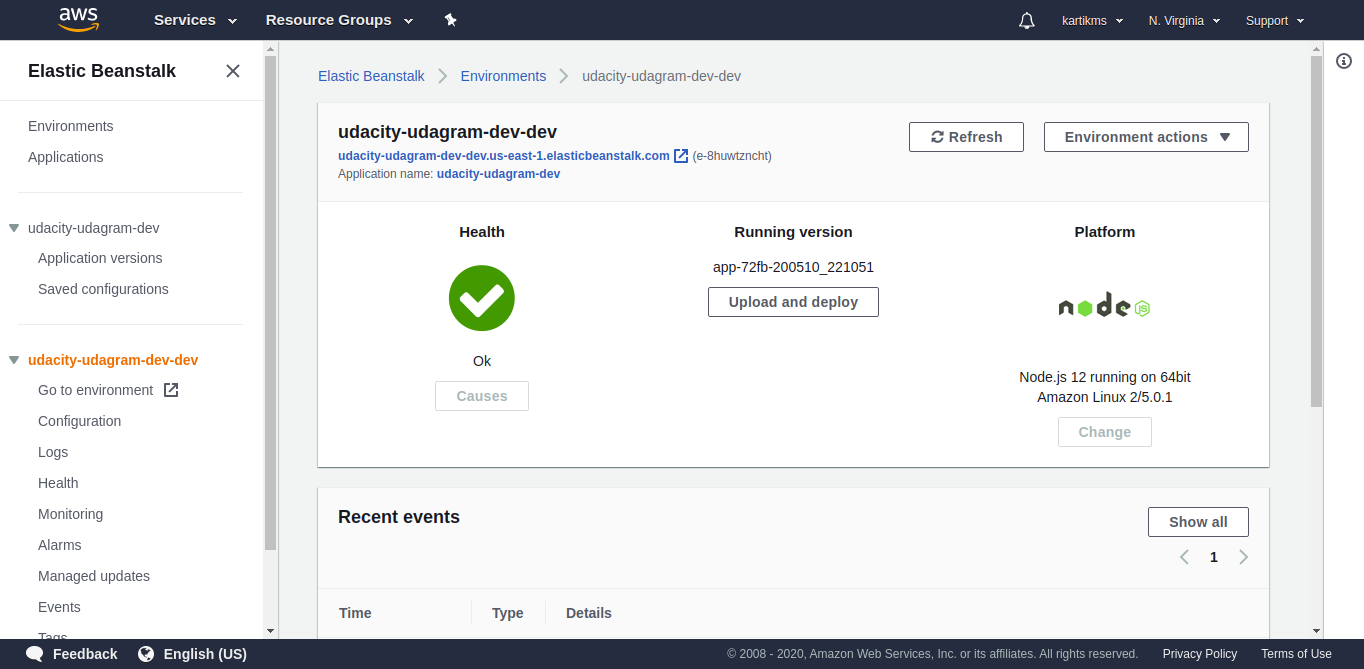 aws Services Resource Groups kartikms N. Virginia Support
Elastic Beanstalk
Environments
Applications
udacity-udagram-dev
Application versions
Saved configurations
udacity-udagram-dev-dev
Go to environment
Configuration
Logs
Health
Monitoring
Alarms
Managed updates
Events
Tags
Elastic Beanstalk Environments udacity-udagram-dev-dev
udacity-udagram-dev-dev
udacity-udagram-dev-dev.us-east-1.elasticbeanstalk.com (e-8huwtzncht)
Application name: udacity-udagram-dev
Refresh Environment actions
Health
Ok
Causes
Running version
app-72fb-200510_221051
Upload and deploy
Platform
node JS
Node.js 12 running on 64bit
Amazon Linux 2/5.0.1
Change
Recent events
Show all
1
Time Type Details
Feedback English (US) © 2008 - 2020, Amazon Web Services, Inc. or its affiliates. All rights reserved. Privacy Policy Terms of Use